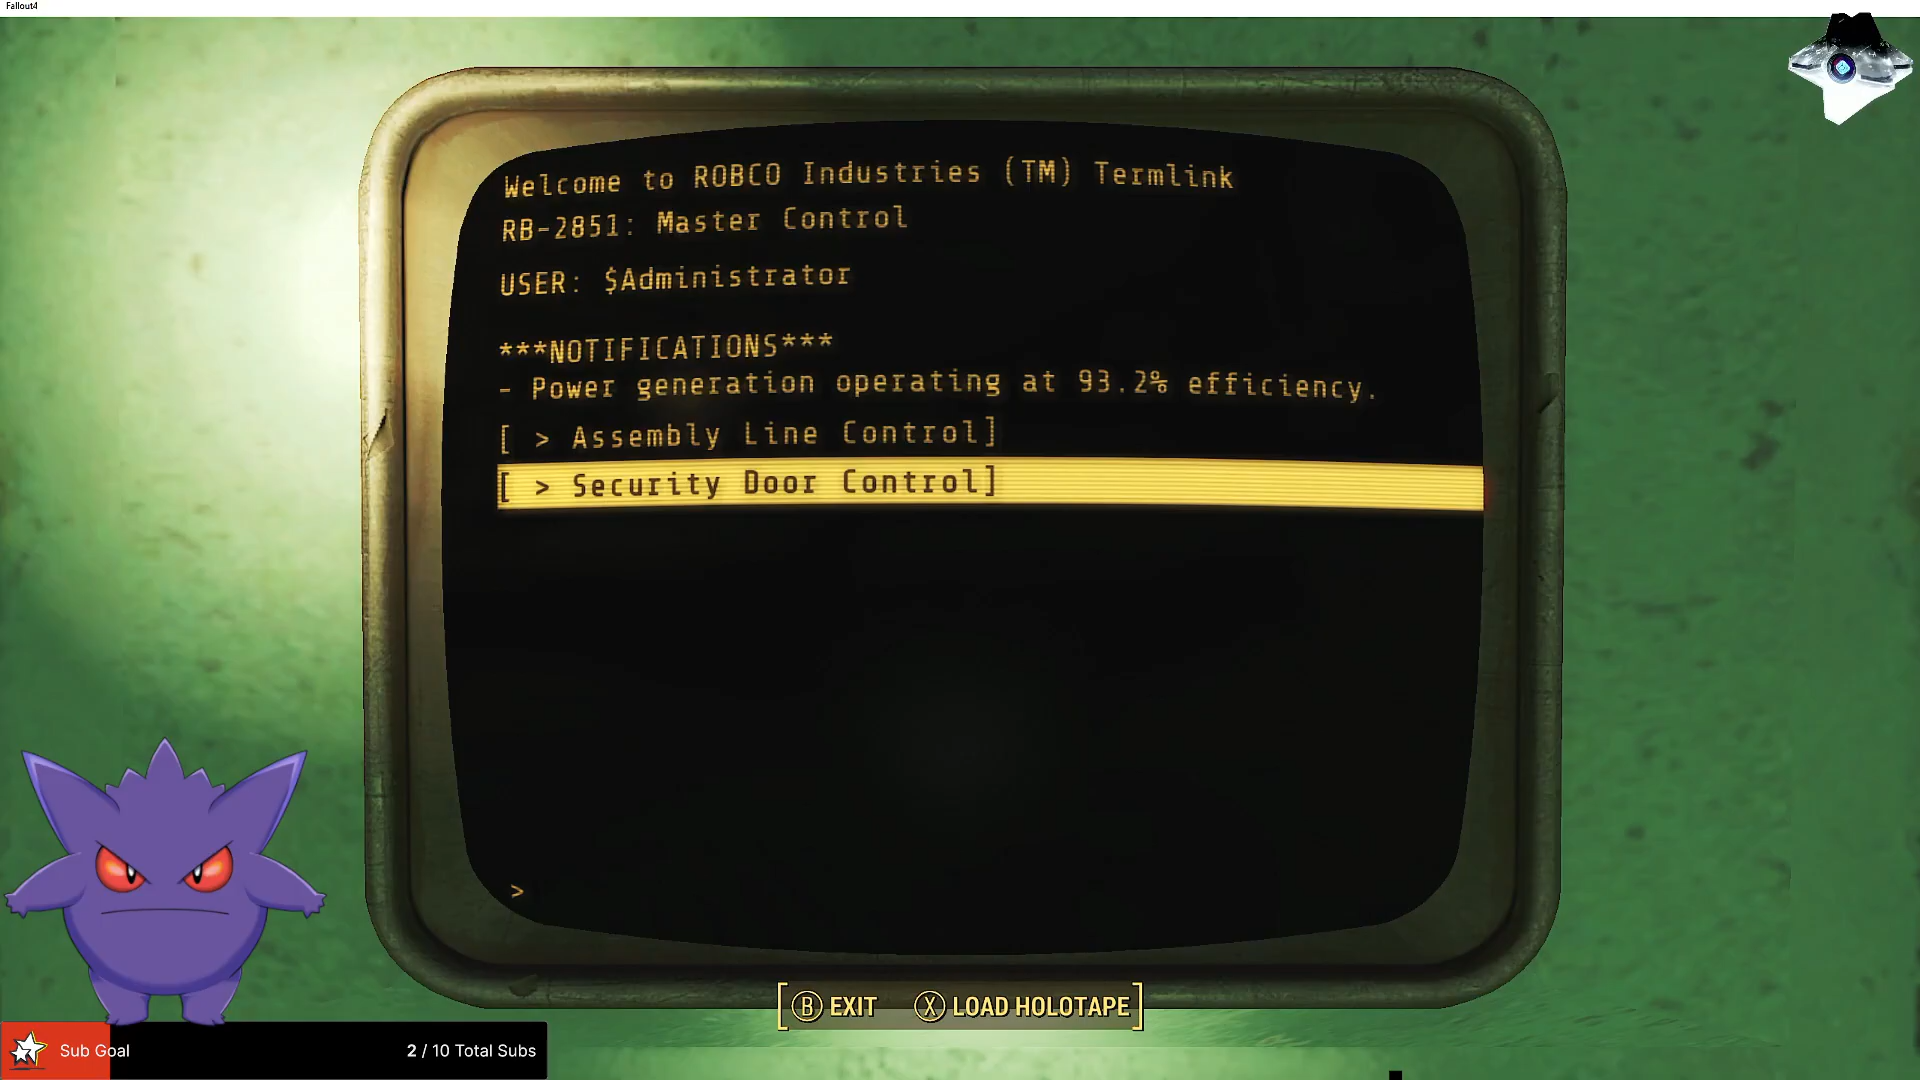 Fallout4
Welcome to ROBCO Industries (TM) Termlink
RB-2851: Master Control
USER: $Administrator
***NOTIFICATIONS***
- Power generation operating at 93.2% efficiency.
[ > Assembly Line Control]
[ > Security Door Control]
>
[ B EXIT X LOAD HOLOTAPE ]
Sub Goal 2 / 10 Total Subs